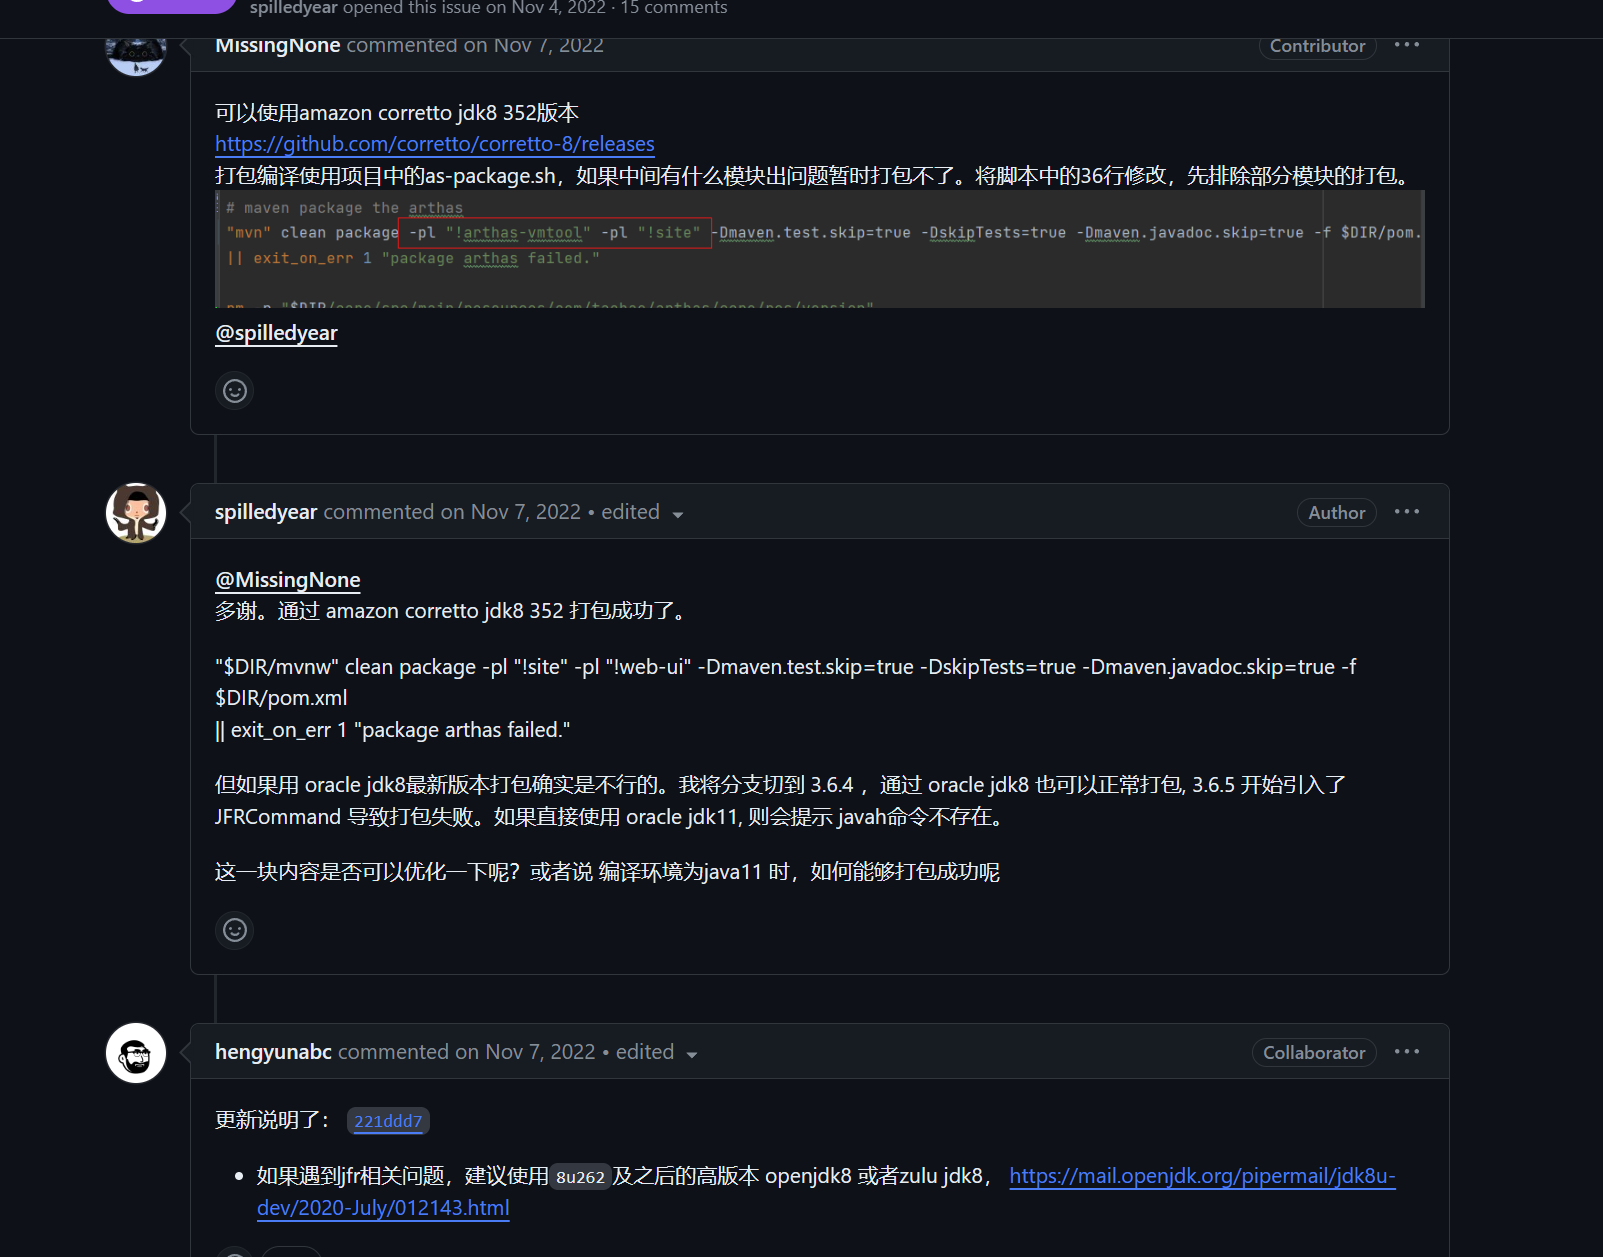 spilledyear opened this issue on Nov 4, 2022 · 15 comments
MissingNone commented on Nov 7, 2022
Contributor
可以使用amazon corretto jdk8 352版本
https://github.com/corretto/corretto-8/releases
打包编译使用项目中的as-package.sh，如果中间有什么模块出问题暂时打包不了。将脚本中的36行修改，先排除部分模块的打包。
# maven package the arthas
"mvn" clean package -pl "!arthas-vmtool" -pl "!site" -Dmaven.test.skip=true -DskipTests=true -Dmaven.javadoc.skip=true -f $DIR/pom.
|| exit_on_err 1 "package arthas failed."
@spilledyear
spilledyear commented on Nov 7, 2022 • edited
Author
@MissingNone
多谢。通过 amazon corretto jdk8 352 打包成功了。
"$DIR/mvnw" clean package -pl "!site" -pl "!web-ui" -Dmaven.test.skip=true -DskipTests=true -Dmaven.javadoc.skip=true -f
$DIR/pom.xml
|| exit_on_err 1 "package arthas failed."
但如果用 oracle jdk8最新版本打包确实是不行的。我将分支切到 3.6.4 ，通过 oracle jdk8 也可以正常打包, 3.6.5 开始引入了
JFRCommand 导致打包失败。如果直接使用 oracle jdk11, 则会提示 javah命令不存在。
这一块内容是否可以优化一下呢？或者说 编译环境为java11 时，如何能够打包成功呢
hengyunabc commented on Nov 7, 2022 • edited
Collaborator
更新说明了： 221ddd7
• 如果遇到jfr相关问题，建议使用8u262及之后的高版本 openjdk8 或者zulu jdk8， https://mail.openjdk.org/pipermail/jdk8u-
dev/2020-July/012143.html